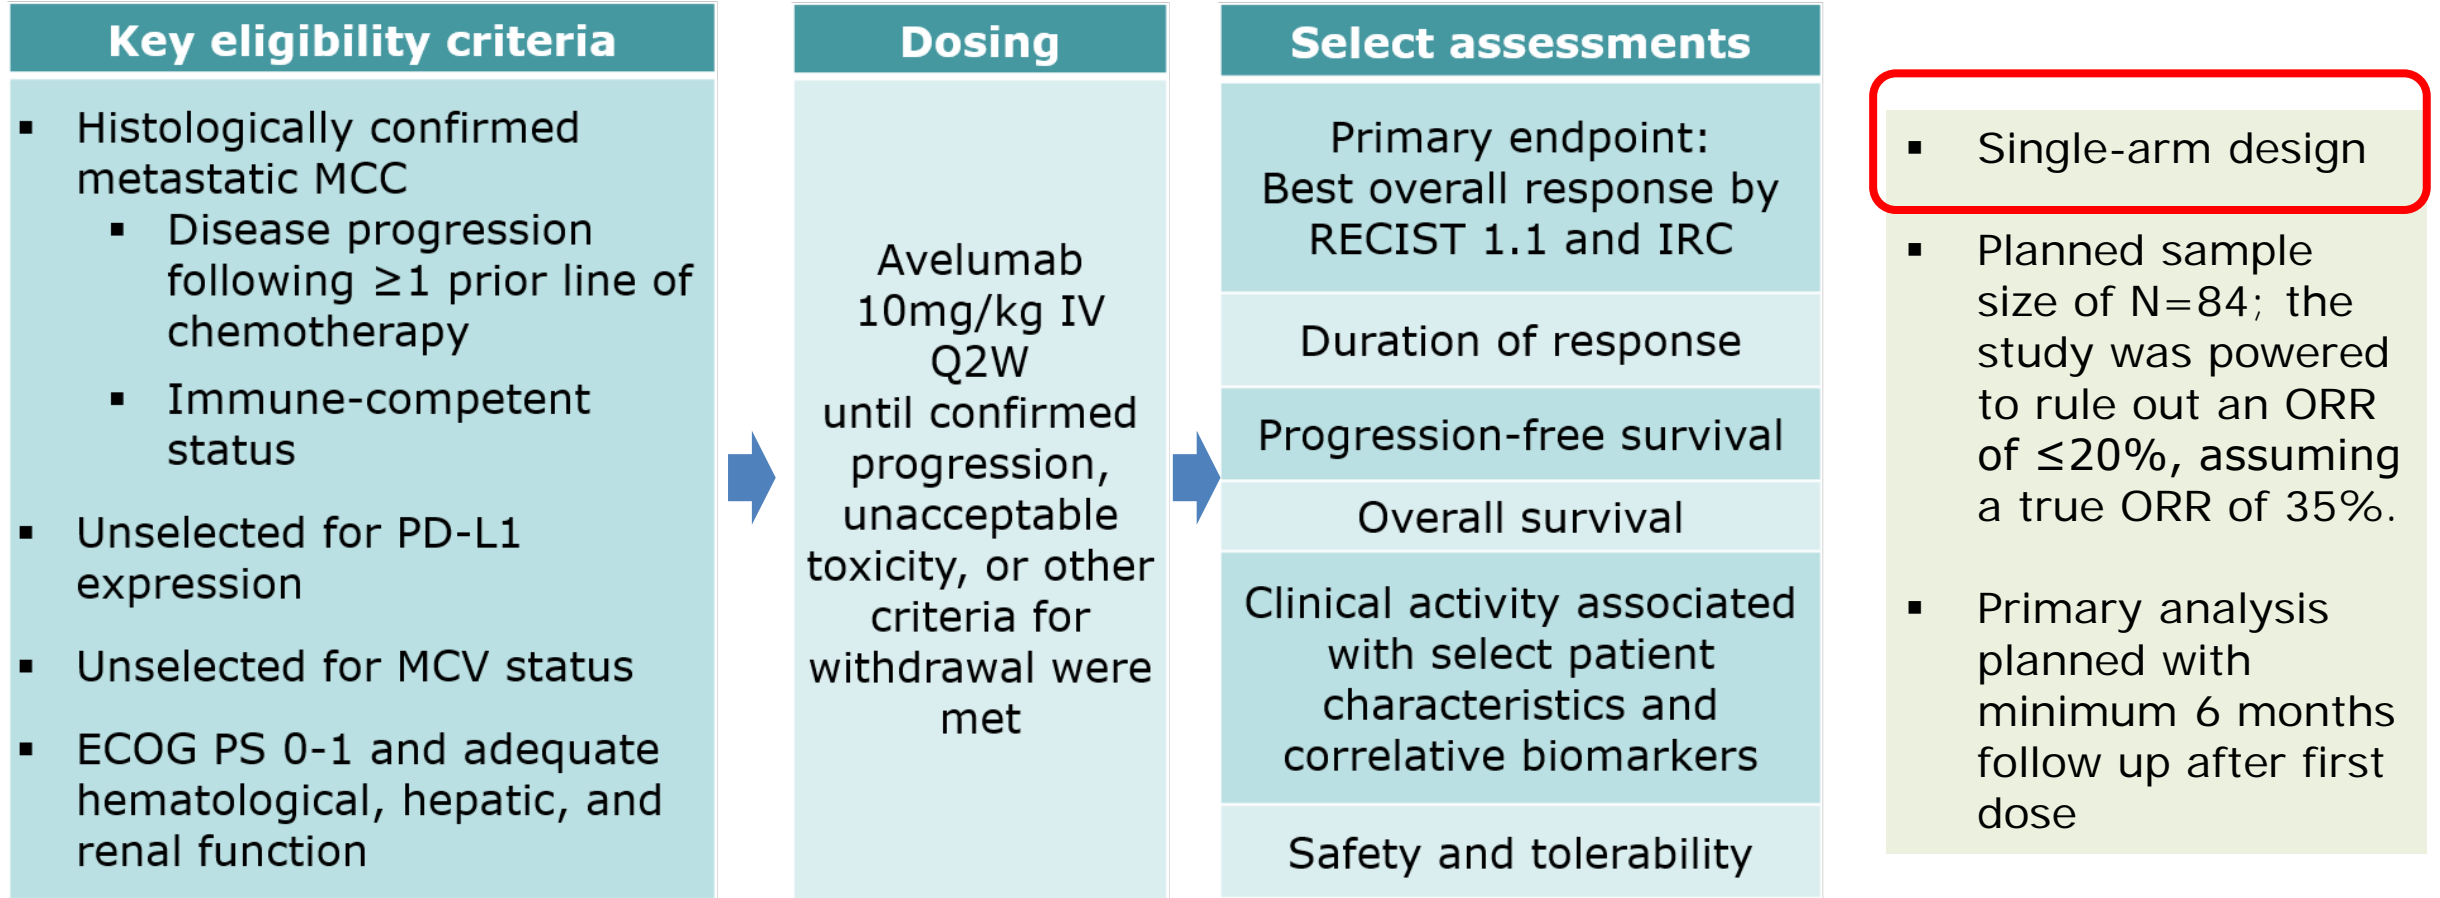 Key eligibility criteria
▪ Histologically confirmed
metastatic MCC
▪ Disease progression
following ≥1 prior line of
chemotherapy
▪ Immune-competent
status
▪ Unselected for PD-L1
expression
▪ Unselected for MCV status
▪ ECOG PS 0-1 and adequate
hematological, hepatic, and
renal function
Dosing
Avelumab
10mg/kg IV
Q2W
until confirmed
progression,
unacceptable
toxicity, or other
criteria for
withdrawal were
met
Select assessments
Primary endpoint:
Best overall response by
RECIST 1.1 and IRC
Duration of response
Progression-free survival
Overall survival
Clinical activity associated
with select patient
characteristics and
correlative biomarkers
Safety and tolerability
▪ Single-arm design
▪ Planned sample
size of N=84; the
study was powered
to rule out an ORR
of ≤20%, assuming
a true ORR of 35%.
▪ Primary analysis
planned with
minimum 6 months
follow up after first
dose